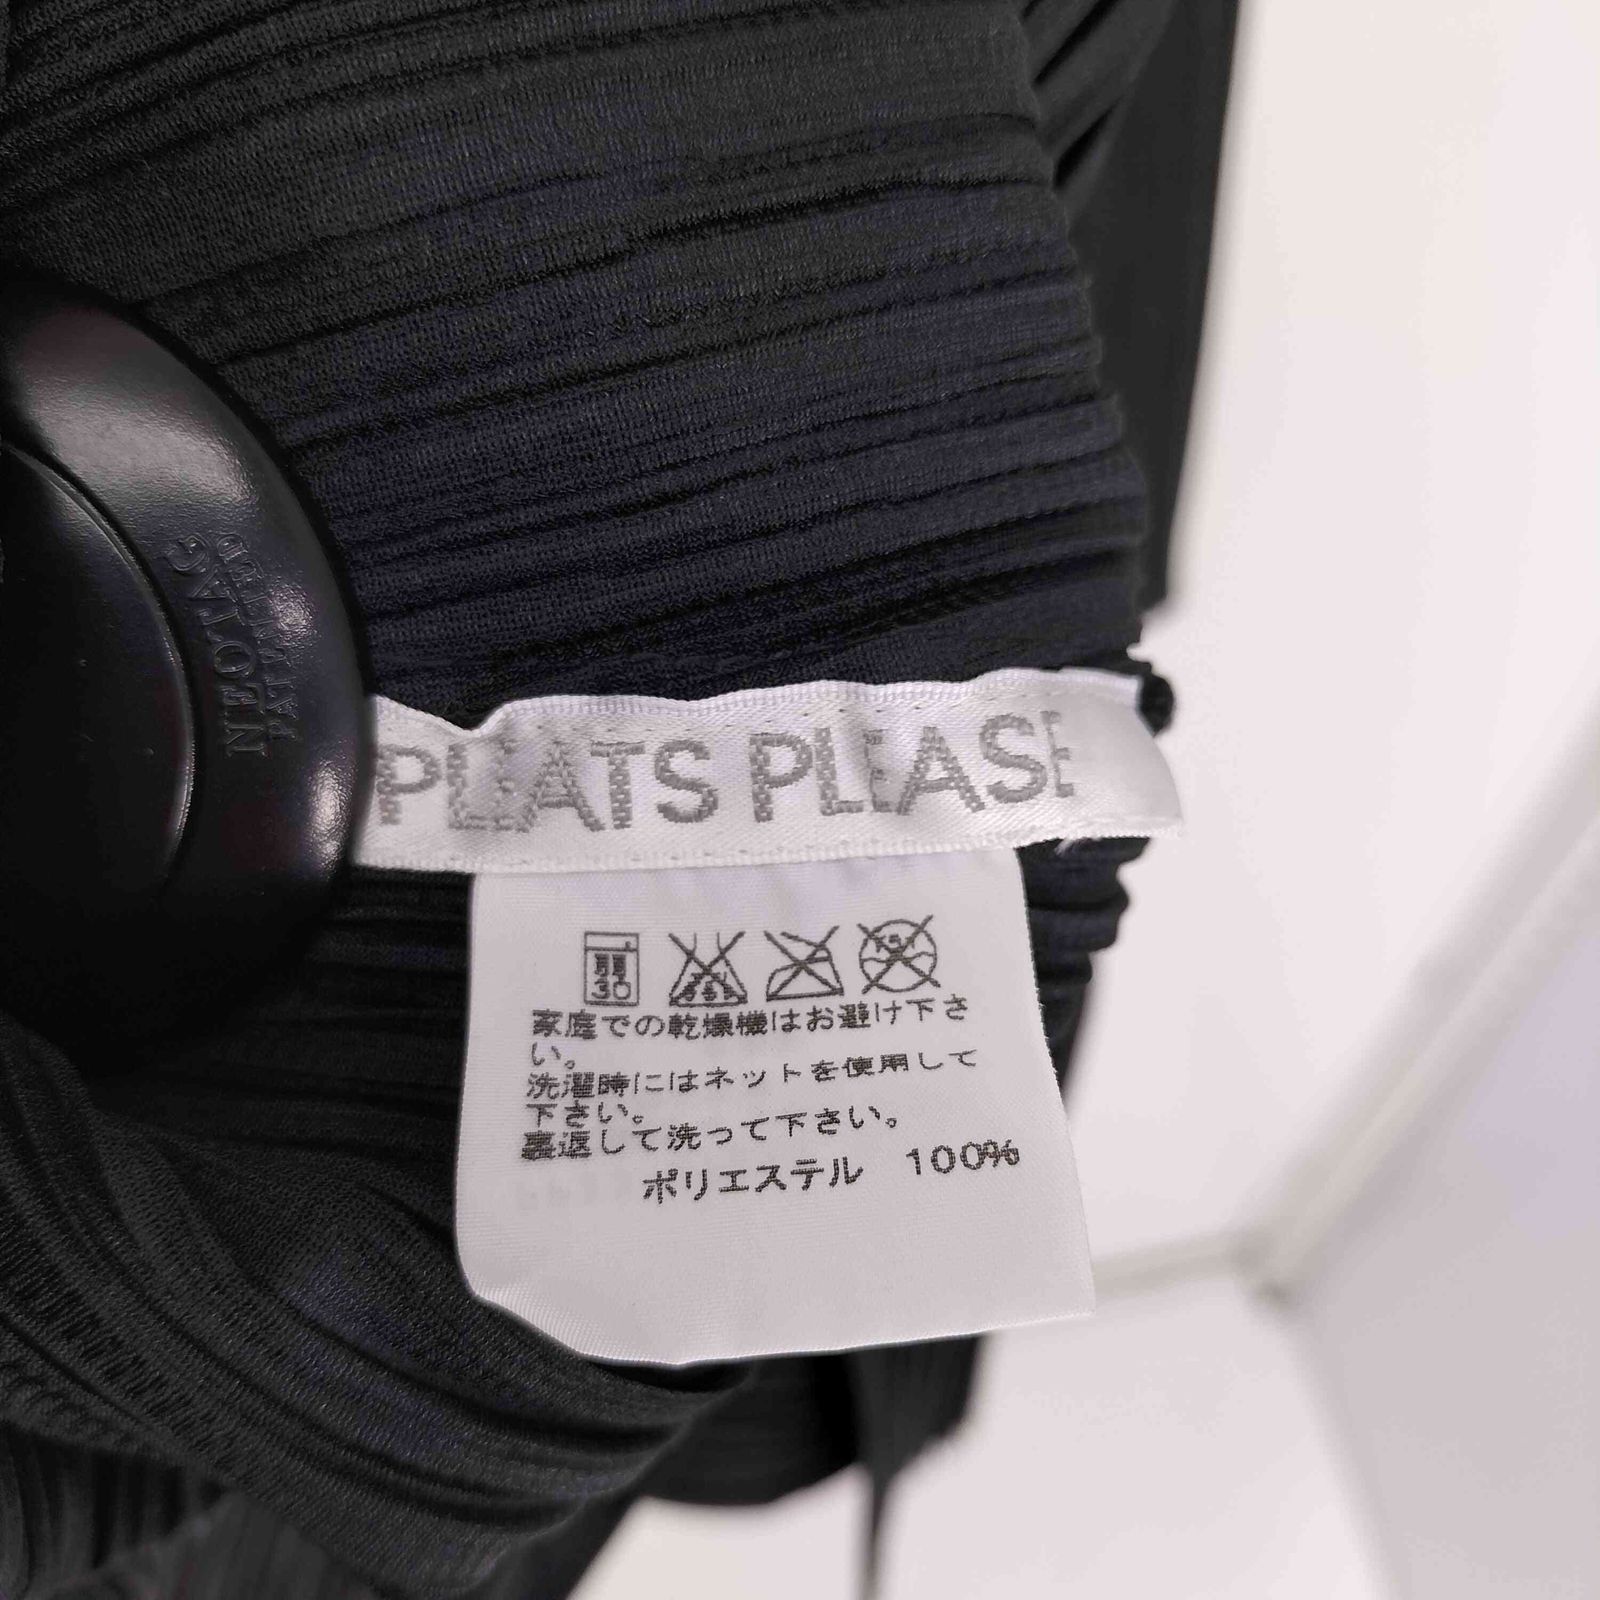 PLEATS PLEASE
30
家庭での乾燥機はお避け下さ
い。
洗濯時にはネットを使用して
下さい。
裏返して洗って下さい。
ポリエステル 100%